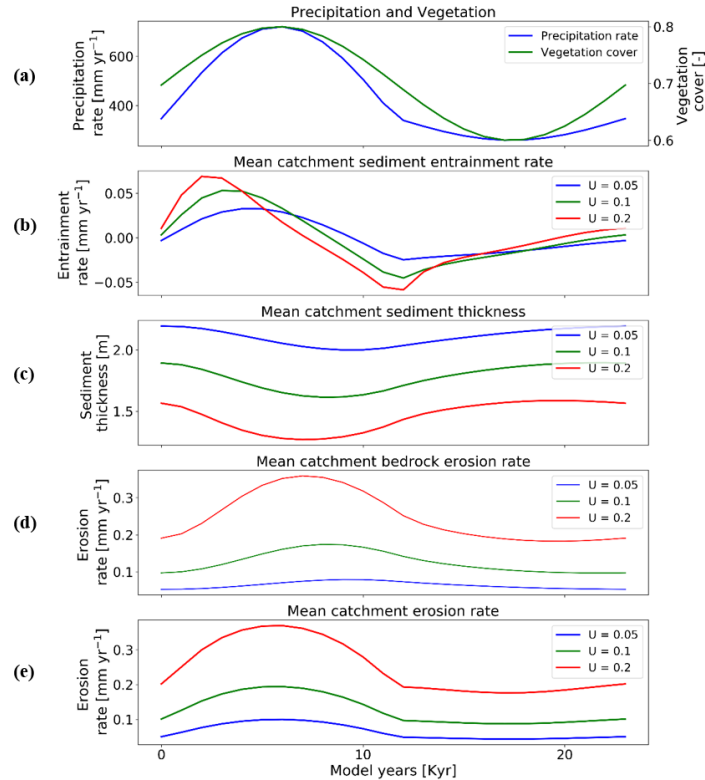 Precipitation and Vegetation
(a)
Precipitation
rate [mm yr⁻¹]
600
400
Precipitation rate
Vegetation cover
0.8
0.7
0.6
Vegetation
cover [-]
Mean catchment sediment entrainment rate
(b)
Entrainment
rate [mm yr⁻¹]
0.05
0.00
−0.05
U = 0.05
U = 0.1
U = 0.2
Mean catchment sediment thickness
(c)
Sediment
thickness [m]
2.0
1.5
U = 0.05
U = 0.1
U = 0.2
Mean catchment bedrock erosion rate
(d)
Erosion
rate [mm yr⁻¹]
0.3
0.2
0.1
U = 0.05
U = 0.1
U = 0.2
Mean catchment erosion rate
(e)
Erosion
rate [mm yr⁻¹]
0.3
0.2
0.1
U = 0.05
U = 0.1
U = 0.2
0 10 20
Model years [Kyr]